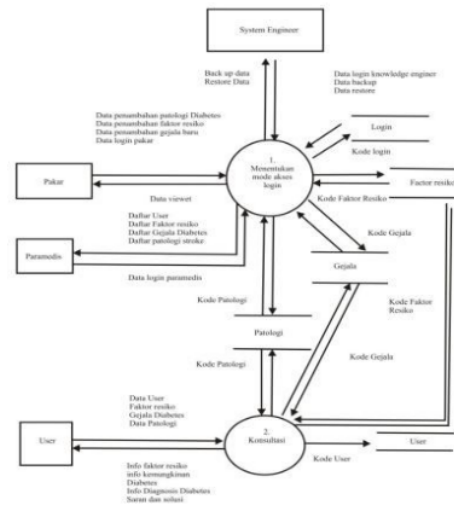 System Engineer
Back up data
Restore Data
Data login knowledge enginer
Data backup
Data restore
Data penambahan patologi Diabetes
Data penambahan faktor resiko
Data penambahan gejala baru
Data login pakar
Login
Kode login
1.
Menentukan
mode akses
login
Pakar
Data viewet
Factor resiko
Kode Faktor Resiko
Daftar User
Daftar Faktor resiko
Daftar Gejala Diabetes
Daftar patologi stroke
Paramedis
Data login paramedis
Kode Gejala
Gejala
Kode Patologi
Kode Faktor
Resiko
Patologi
Kode Patologi
Kode Gejala
Data User
Faktor resiko
Gejala Diabetes
Data Patologi
User
2.
Konsultasi
User
Kode User
Info faktor resiko
info kemungkinan
Diabetes
Info Diagnosis Diabetes
Saran dan solusi